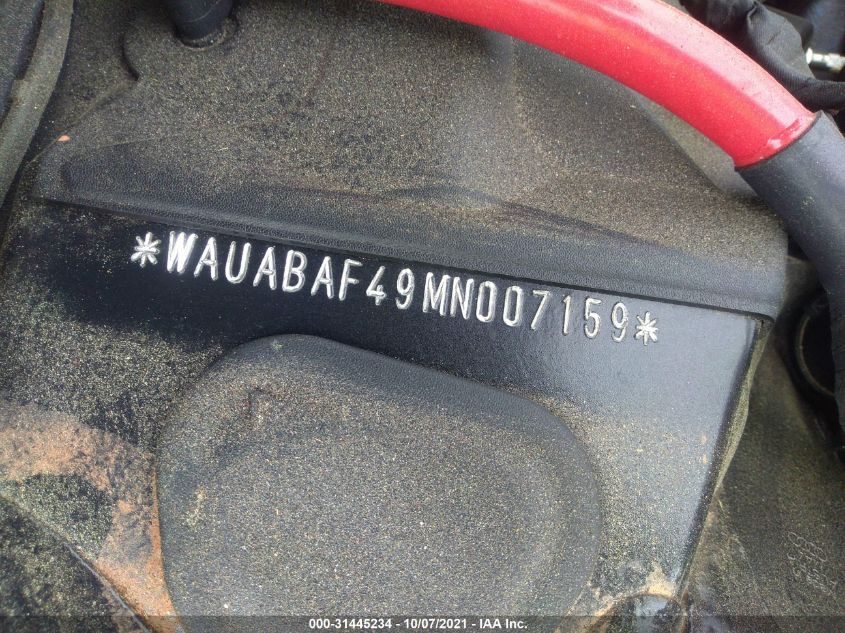 *WAUABAF49MN007159*
000-31445234 - 10/07/2021 - IAA Inc.